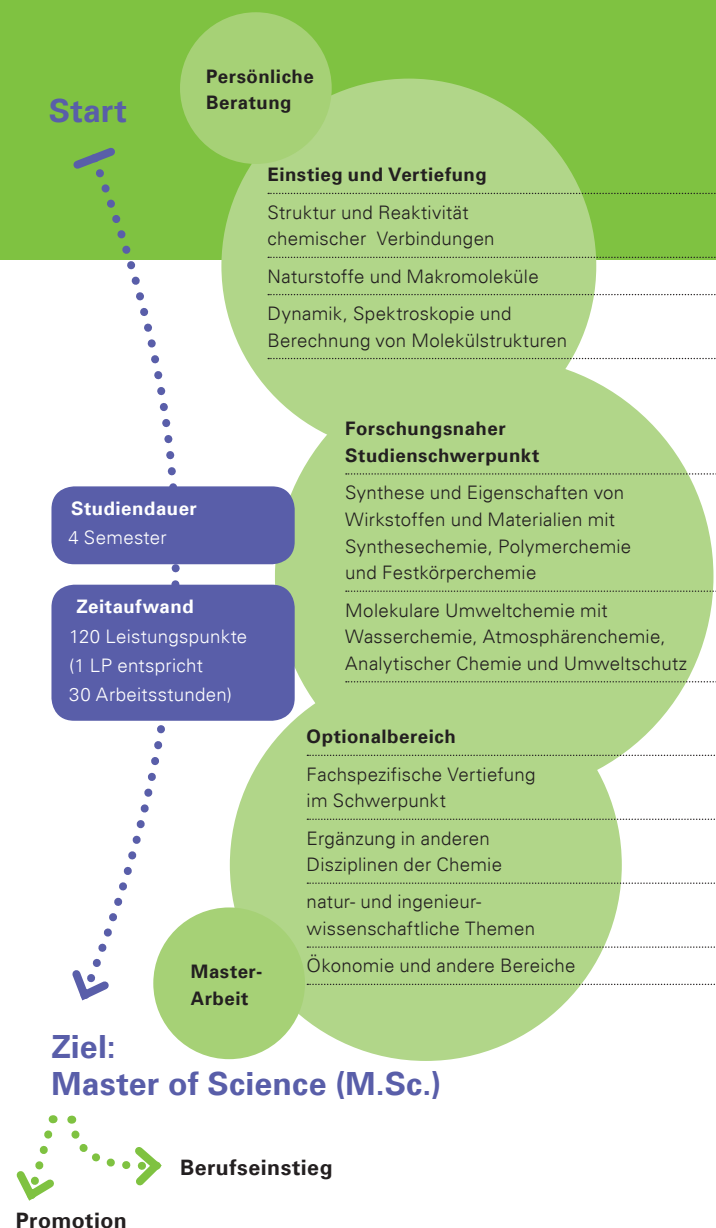 Persönliche
Beratung
Start
Einstieg und Vertiefung
Struktur und Reaktivität
chemischer Verbindungen
Naturstoffe und Makromoleküle
Dynamik, Spektroskopie und
Berechnung von Molekülstrukturen
Forschungsnaher
Studienschwerpunkt
Synthese und Eigenschaften von
Wirkstoffen und Materialien mit
Synthesechemie, Polymerchemie
und Festkörperchemie
Molekulare Umweltchemie mit
Wasserchemie, Atmosphärenchemie,
Analytischer Chemie und Umweltschutz
Studiendauer
4 Semester
Zeitaufwand
120 Leistungspunkte
(1 LP entspricht
30 Arbeitsstunden)
Optionalbereich
Fachspezifische Vertiefung
im Schwerpunkt
Ergänzung in anderen
Disziplinen der Chemie
natur- und ingenieur-
wissenschaftliche Themen
Ökonomie und andere Bereiche
Master-
Arbeit
Ziel:
Master of Science (M.Sc.)
Berufseinstieg
Promotion